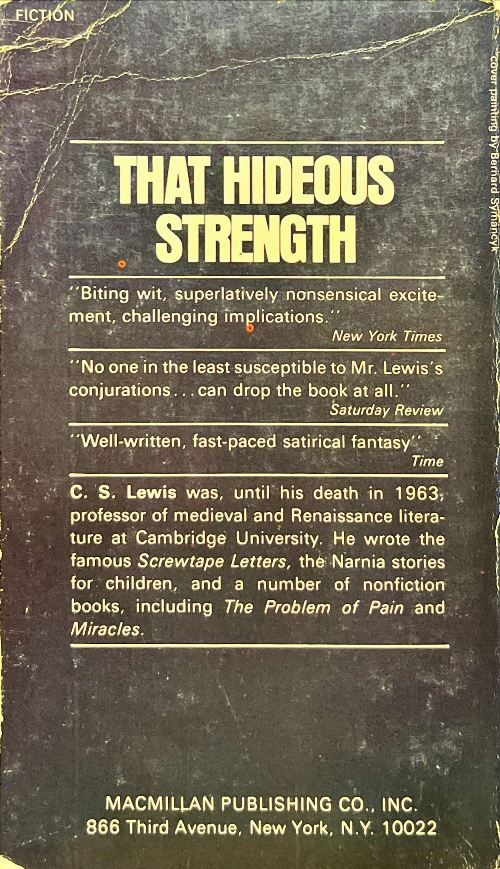 FICTION
cover painting by Bernard Symancyk
THAT HIDEOUS
STRENGTH
"Biting wit, superlatively nonsensical excite-
ment, challenging implications."
New York Times
"No one in the least susceptible to Mr. Lewis's
conjurations...can drop the book at all."
Saturday Review
"Well-written, fast-paced satirical fantasy"
Time
C. S. Lewis was, until his death in 1963,
professor of medieval and Renaissance litera-
ture at Cambridge University. He wrote the
famous Screwtape Letters, the Narnia stories
for children, and a number of nonfiction
books, including The Problem of Pain and
Miracles.
MACMILLAN PUBLISHING CO., INC.
866 Third Avenue, New York, N.Y. 10022